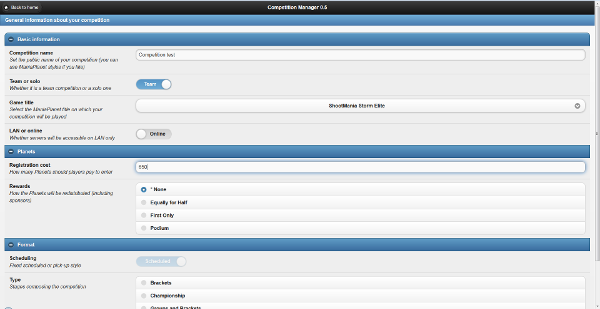 Back to home
Competition Manager 0.5
General information about your competition
Basic information
Competition name
Set the public name of your competition (you can
use ManiaPlanet styles if you like)
Competition test
Team or solo
Whether it is a team competition or a solo one
Team
Game title
Select the ManiaPlanet title on which your
competition will be played
ShootMania Storm Elite
LAN or online
Whether servers will be accessible on LAN only
Online
Planets
Registration cost
How many Planets should players pay to enter
550
Rewards
How the Planets will be redistributed (including
sponsors)
* None
Equally for Half
First Only
Podium
Format
Scheduling
Fixed scheduled or pick-up style
Scheduled
Type
Stages composing the competition
Brackets
Championship
Groups and Brackets